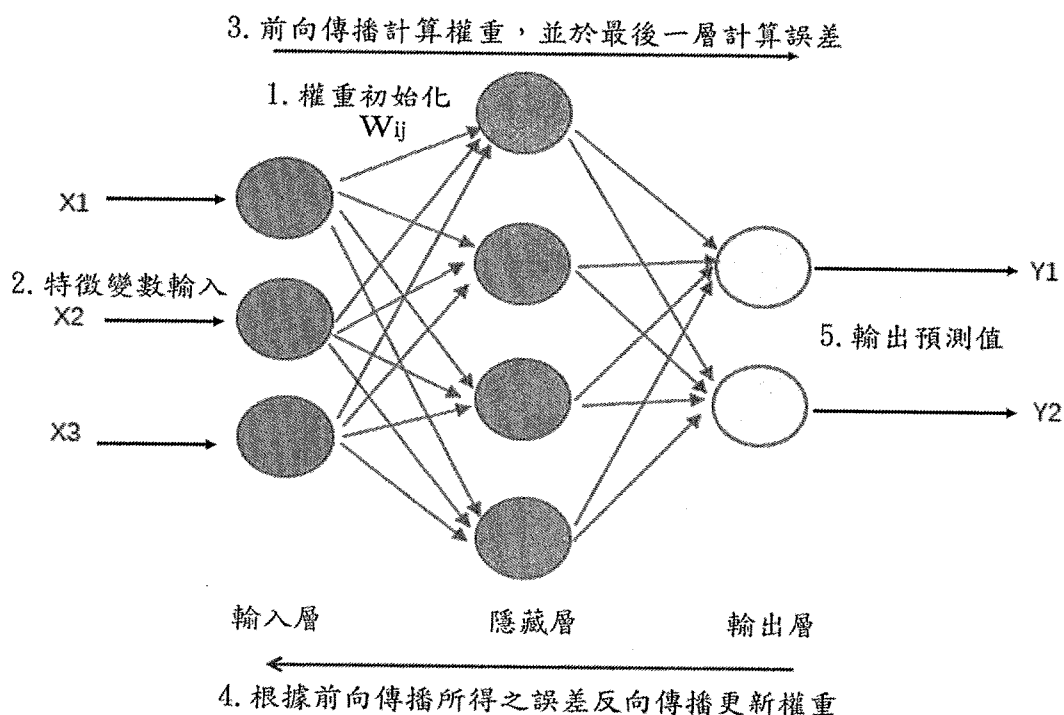 3. 前向傳播計算權重，並於最後一層計算誤差
1. 權重初始化
Wij
X1
2. 特徵變數輸入
X2
Y1
5. 輸出預測值
X3
Y2
輸入層
隱藏層
輸出層
4. 根據前向傳播所得之誤差反向傳播更新權重